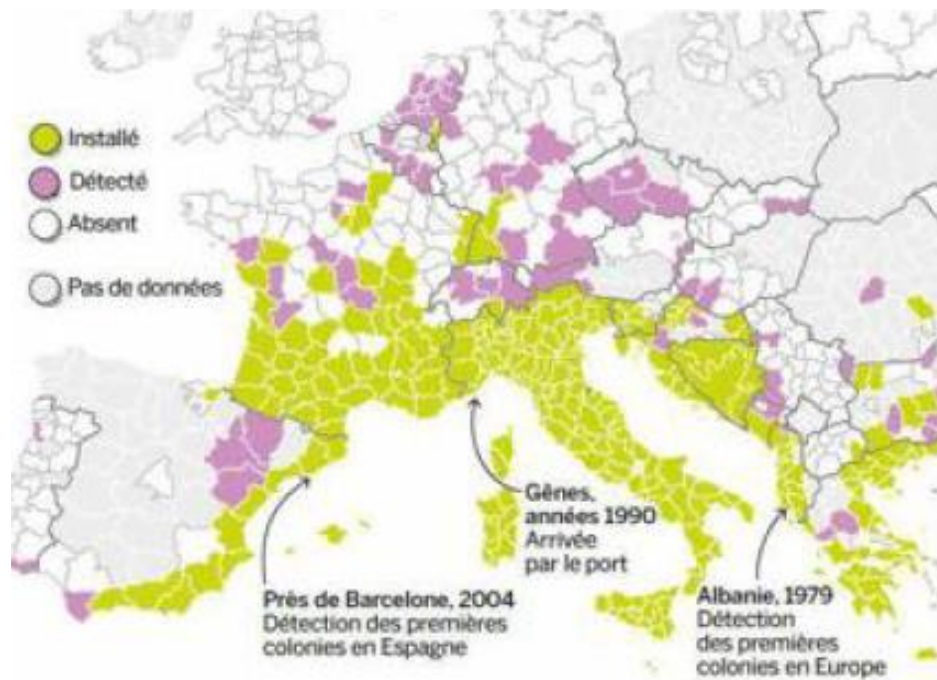 Installé
Détecté
Absent
Pas de données
Gênes,
années 1990
Arrivée
par le port
Près de Barcelone, 2004
Détection des premières
colonies en Espagne
Albanie, 1979
Détection
des premières
colonies en Europe